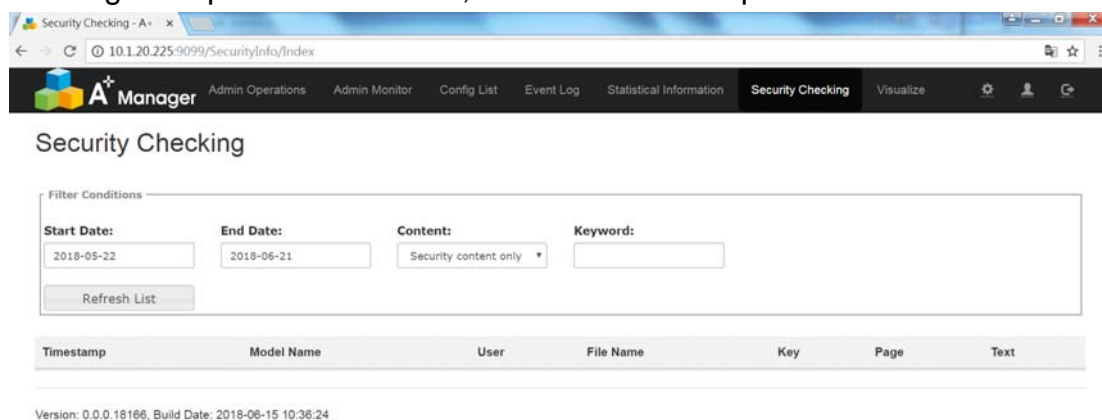 Security Checking - A+ ×
10.1.20.225:9099/SecurityInfo/Index
A+ Manager Admin Operations Admin Monitor Config List Event Log Statistical Information Security Checking Visualize
Security Checking
Filter Conditions
Start Date: End Date: Content: Keyword:
2018-05-22 2018-06-21 Security content only
Refresh List
Timestamp Model Name User File Name Key Page Text
Version: 0.0.0.18166, Build Date: 2018-06-15 10:36:24